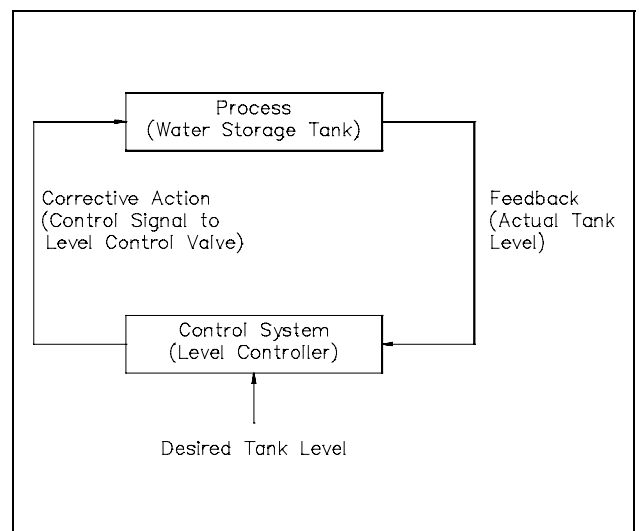 Process
(Water Storage Tank)
Corrective Action
(Control Signal to
Level Control Valve)
Feedback
(Actual Tank
Level)
Control System
(Level Controller)
Desired Tank Level